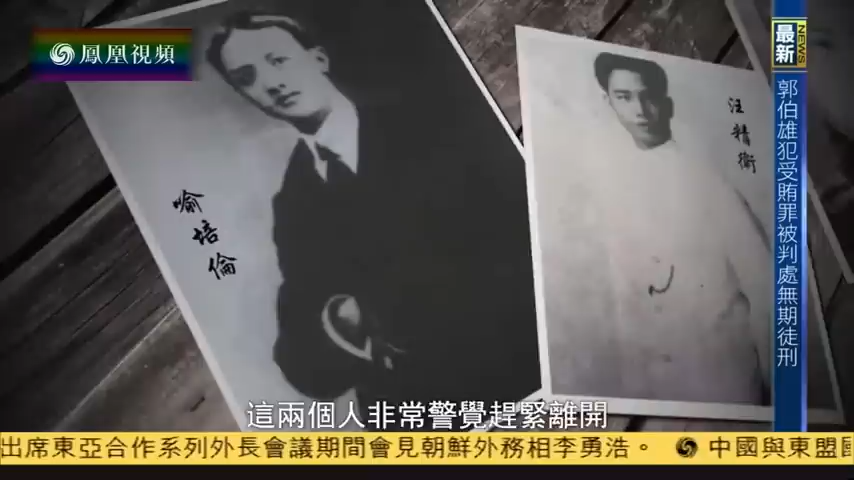 鳳凰視頻
最新
NEWS
郭伯雄犯受賄罪被判處無期徒刑
喻培倫
汪精衛
這兩個人非常警覺趕緊離開
出席東亞合作系列外長會議期間會見朝鮮外務相李勇浩。 中國與東盟